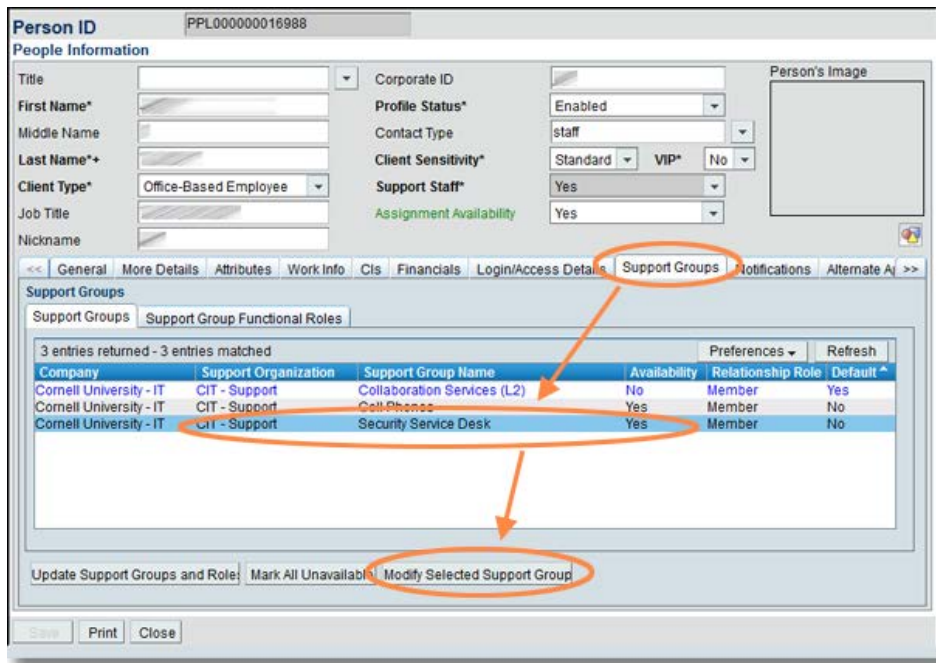 Person ID PPL000000016988
People Information
Title Corporate ID Person's Image
First Name* Profile Status* Enabled
Middle Name Contact Type staff
Last Name*+ Client Sensitivity* Standard VIP* No
Client Type* Office-Based Employee Support Staff* Yes
Job Title Assignment Availability Yes
Nickname
<< General More Details Attributes Work Info CIs Financials Login/Access Details Support Groups Notifications Alternate A >>
Support Groups
Support Groups Support Group Functional Roles
3 entries returned - 3 entries matched Preferences Refresh
Company Support Organization Support Group Name Availability Relationship Role Default
Cornell University - IT CIT - Support Collaboration Services (L2) No Member Yes
Cornell University - IT CIT - Support Cell Phones Yes Member No
Cornell University - IT CIT - Support Security Service Desk Yes Member No
Update Support Groups and Roles Mark All Unavailable Modify Selected Support Group
Save Print Close